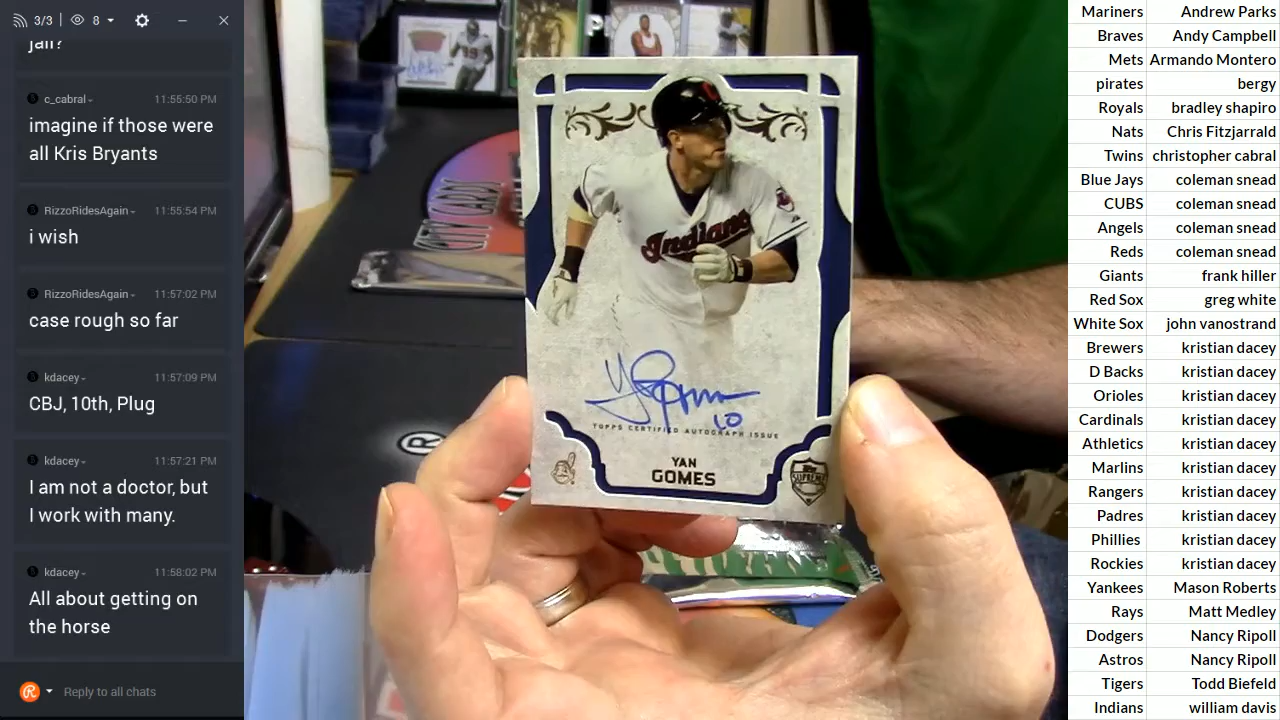 3/3
8
jail?
c_cabral
11:55:50 PM
imagine if those were
all Kris Bryants
RizzoRidesAgain
11:55:54 PM
i wish
RizzoRidesAgain
11:57:02 PM
case rough so far
kdacey
11:57:09 PM
CBJ, 10th, Plug
kdacey
11:57:21 PM
I am not a doctor, but
I work with many.
kdacey
11:58:02 PM
All about getting on
the horse
Reply to all chats
Indians
10
TOPPS CERTIFIED AUTOGRAPH ISSUE
YAN
GOMES
TOPPS
SUPREME
Mariners Andrew Parks
Braves Andy Campbell
Mets Armando Montero
pirates bergy
Royals bradley shapiro
Nats Chris Fitzjarrald
Twins christopher cabral
Blue Jays coleman snead
CUBS coleman snead
Angels coleman snead
Reds coleman snead
Giants frank hiller
Red Sox greg white
White Sox john vanostrand
Brewers kristian dacey
D Backs kristian dacey
Orioles kristian dacey
Cardinals kristian dacey
Athletics kristian dacey
Marlins kristian dacey
Rangers kristian dacey
Padres kristian dacey
Phillies kristian dacey
Rockies kristian dacey
Yankees Mason Roberts
Rays Matt Medley
Dodgers Nancy Ripoll
Astros Nancy Ripoll
Tigers Todd Biefeld
Indians william davis